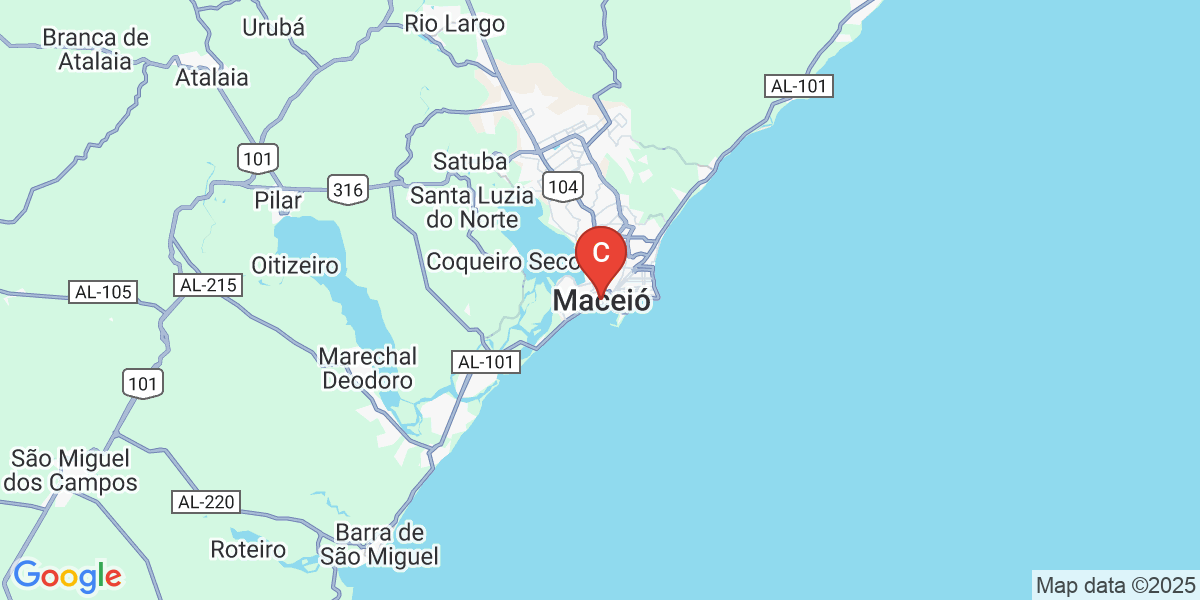 Rio Largo
Urubá
Branca de
Atalaia
Atalaia
AL-101
101
Satuba
316
104
Pilar
Santa Luzia
do Norte
C
Oitizeiro
Coqueiro Seco
AL-215
AL-105
Maceió
Marechal
Deodoro
AL-101
101
São Miguel
dos Campos
AL-220
Barra de
São Miguel
Roteiro
Google
Map data ©2025